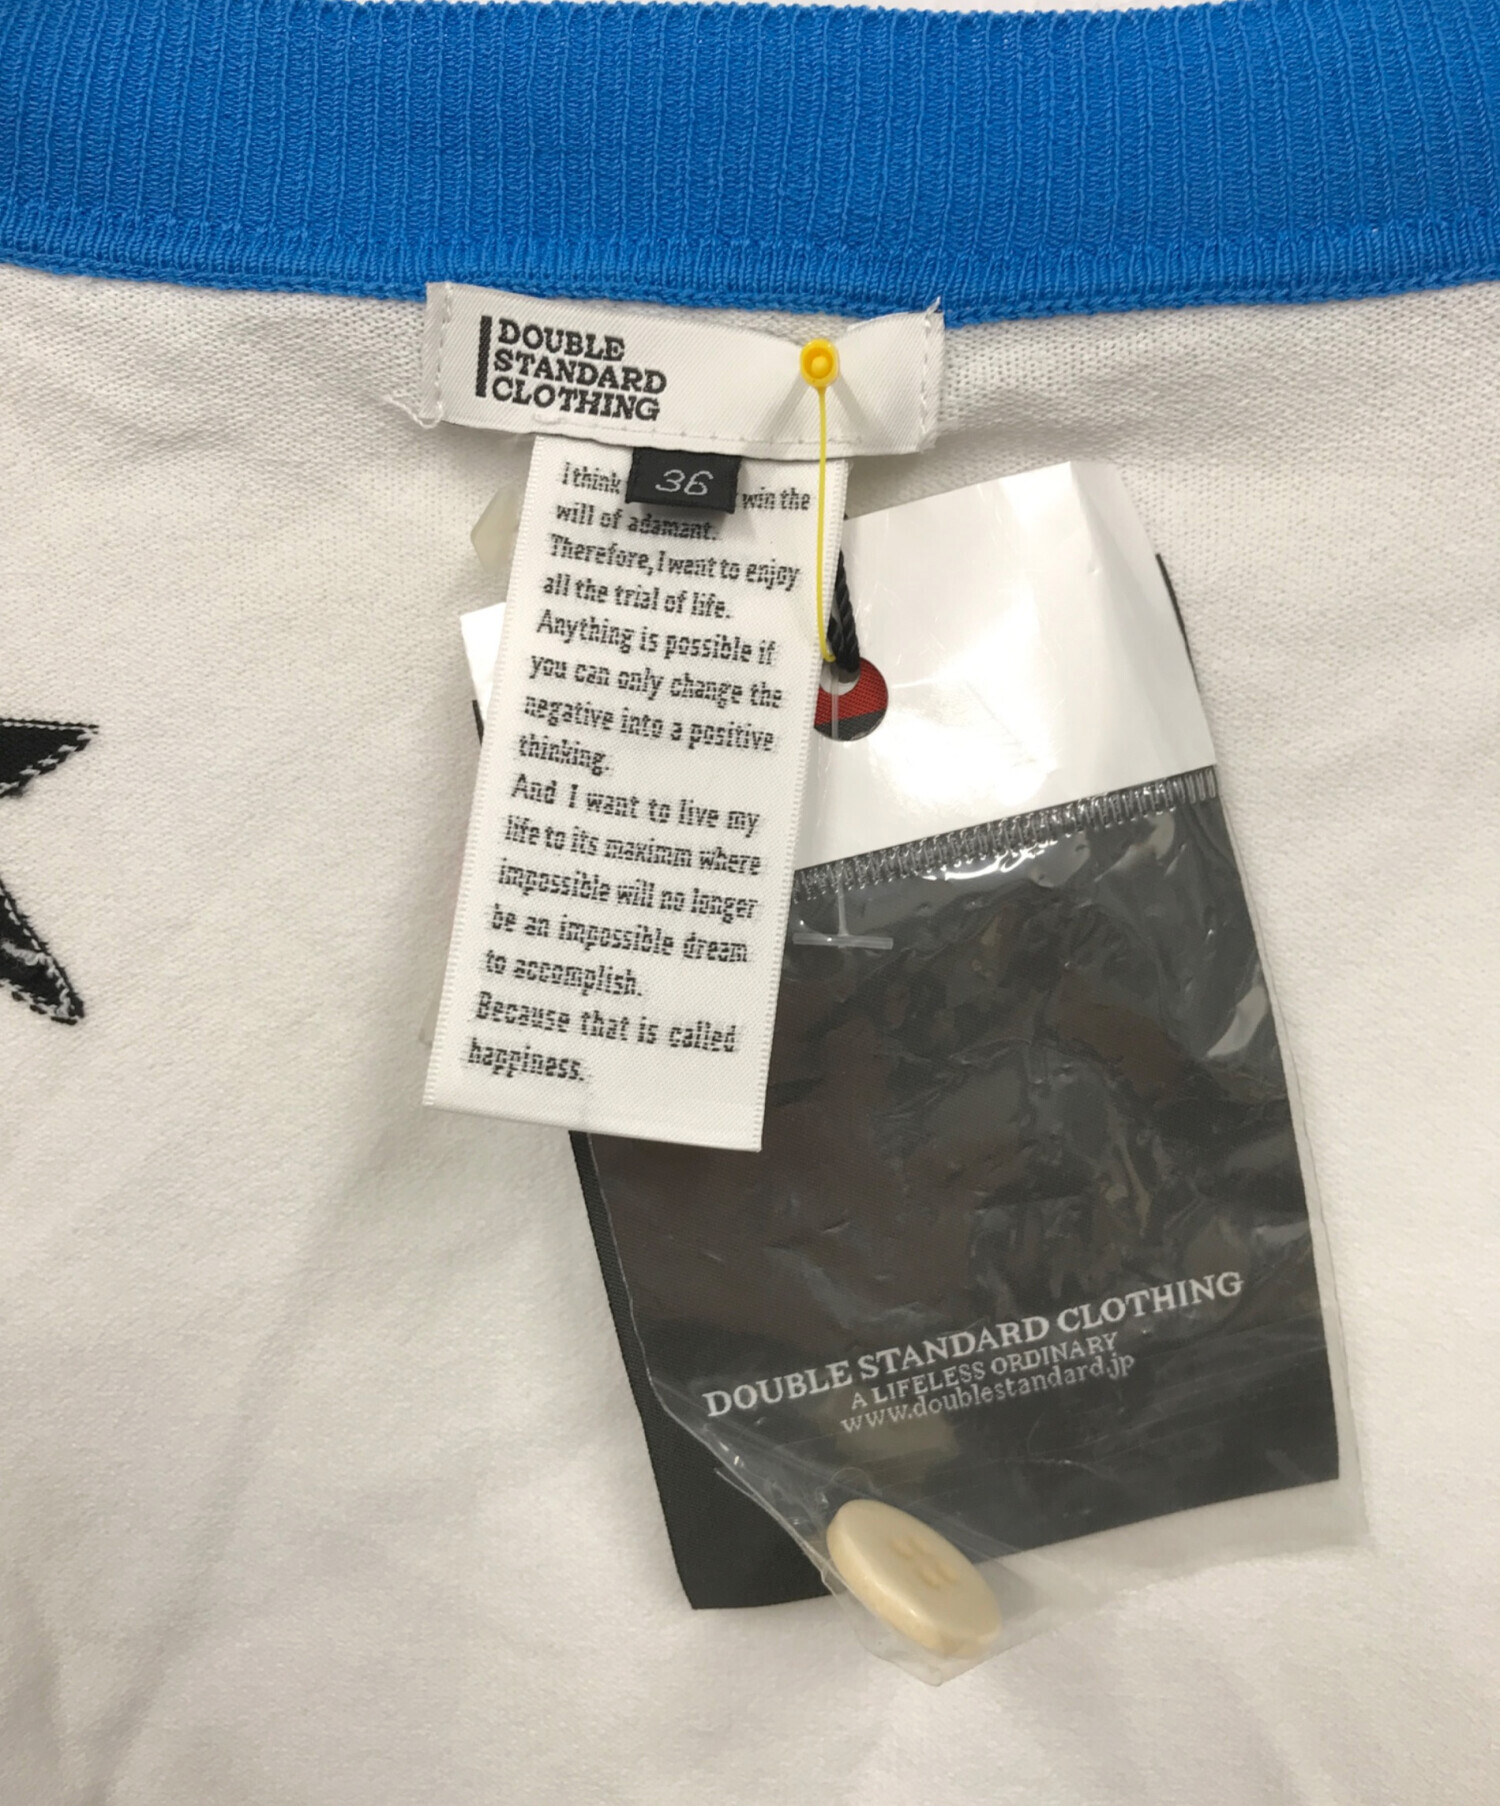 DOUBLE
STANDARD
CLOTHING
36
I think win the
will of adamant.
Therefore, I want to enjoy
all the trial of life.
Anything is possible if
you can only change the
negative into a positive
thinking.
And I want to live my
life to its maximm where
impossible will no longer
be an impossible dream
to accomplish.
Because that is called
happiness.
DOUBLE STANDARD CLOTHING
A LIFELESS ORDINARY
www.doublestandard.jp